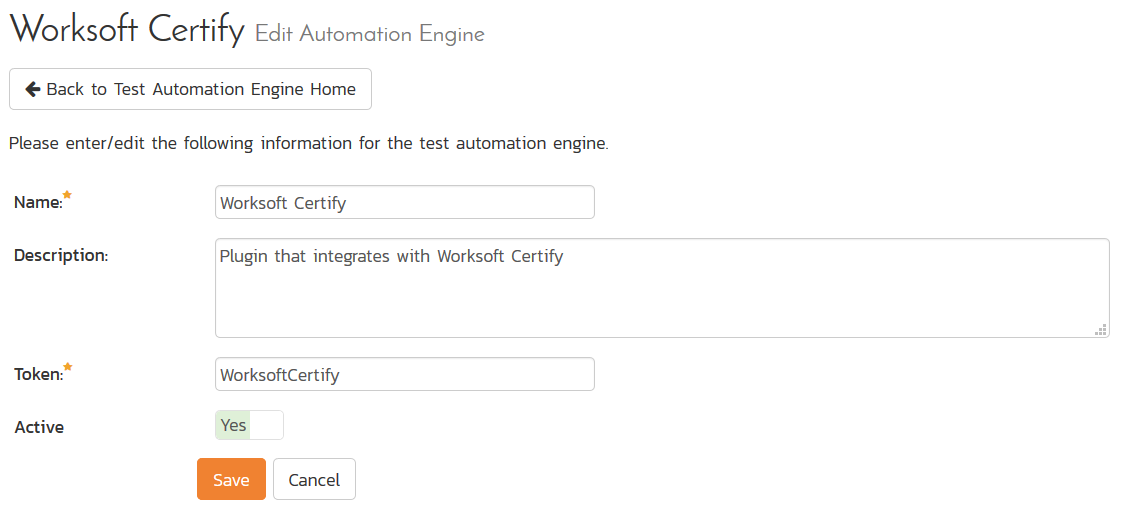 Worksoft Certify Edit Automation Engine
Back to Test Automation Engine Home
Please enter/edit the following information for the test automation engine.
Name: Worksoft Certify
Description: Plugin that integrates with Worksoft Certify
Token: WorksoftCertify
Active Yes
Save Cancel